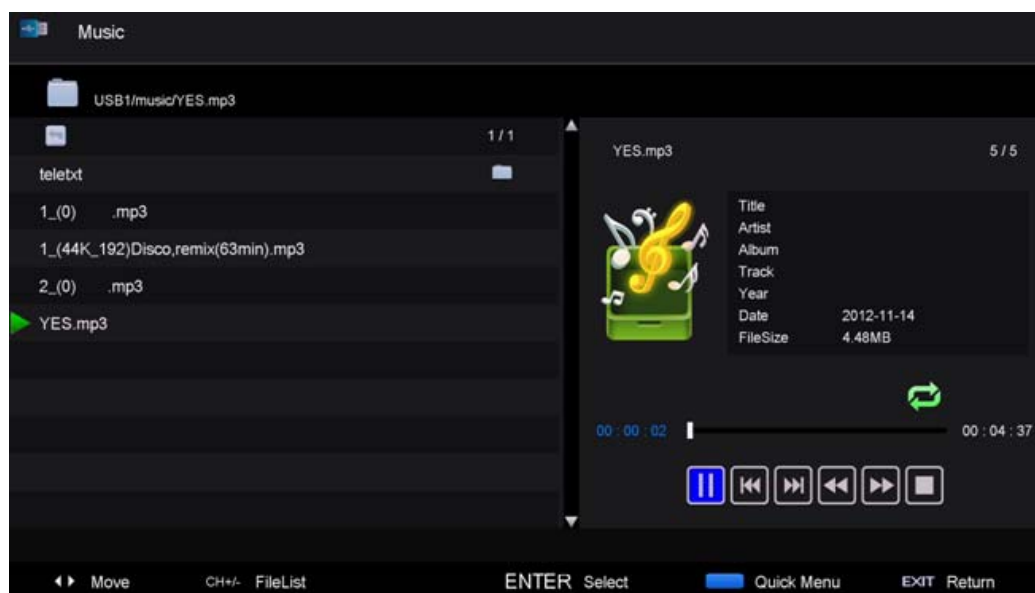 Music
USB1/music/YES.mp3
1 / 1
teletxt
1_(0) .mp3
1_(44K_192)Disco,remix(63min).mp3
2_(0) .mp3
YES.mp3
YES.mp3 5 / 5
Title
Artist
Album
Track
Year
Date 2012-11-14
FileSize 4.48MB
00 : 00 : 02 00 : 04 : 37
Move CH+/- FileList ENTER Select Quick Menu EXIT Return